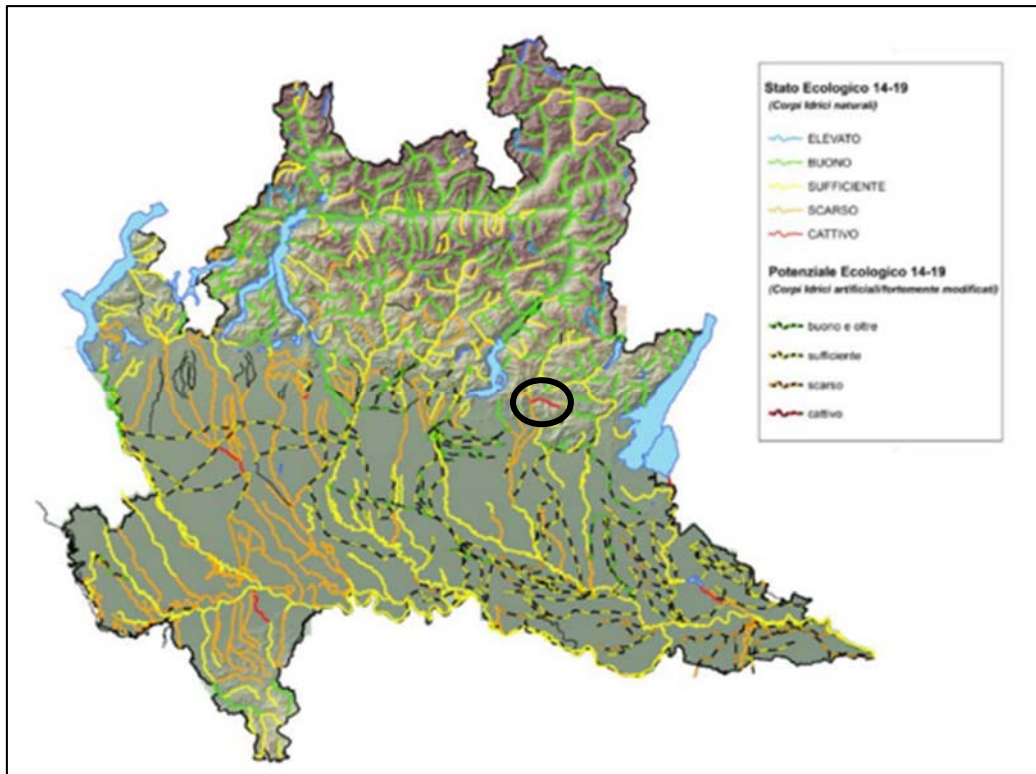 Stato Ecologico 14-19
(Corpi Idrici naturali)
ELEVATO
BUONO
SUFFICIENTE
SCARSO
CATTIVO
Potenziale Ecologico 14-19
(Corpi Idrici artificiali/fortemente modificati)
buono e oltre
sufficiente
scarso
cattivo